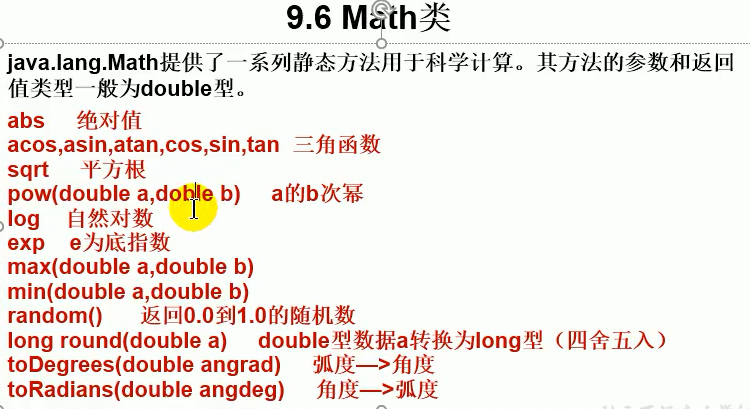 9.6 Math类
java.lang.Math提供了一系列静态方法用于科学计算。其方法的参数和返回
值类型一般为double型。
abs 绝对值
acos,asin,atan,cos,sin,tan 三角函数
sqrt 平方根
pow(double a,doble b) a的b次幂
log 自然对数
exp e为底指数
max(double a,double b)
min(double a,double b)
random() 返回0.0到1.0的随机数
long round(double a) double型数据a转换为long型（四舍五入）
toDegrees(double angrad) 弧度—>角度
toRadians(double angdeg) 角度—>弧度